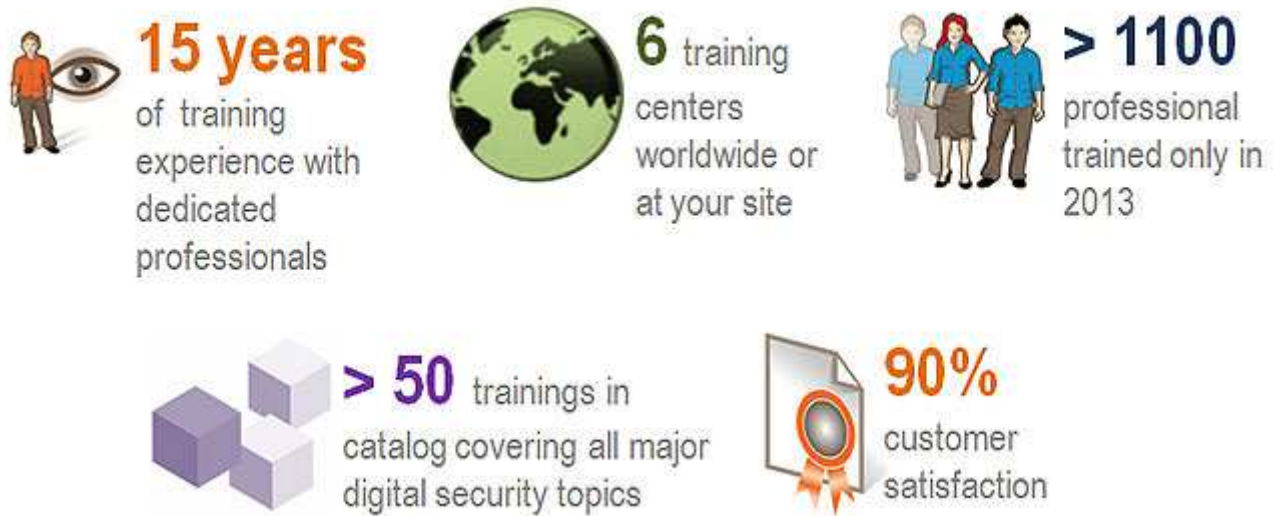 15 years
of training
experience with
dedicated
professionals
6 training
centers
worldwide or
at your site
> 1100
professional
trained only in
2013
> 50 trainings in
catalog covering all major
digital security topics
90%
customer
satisfaction